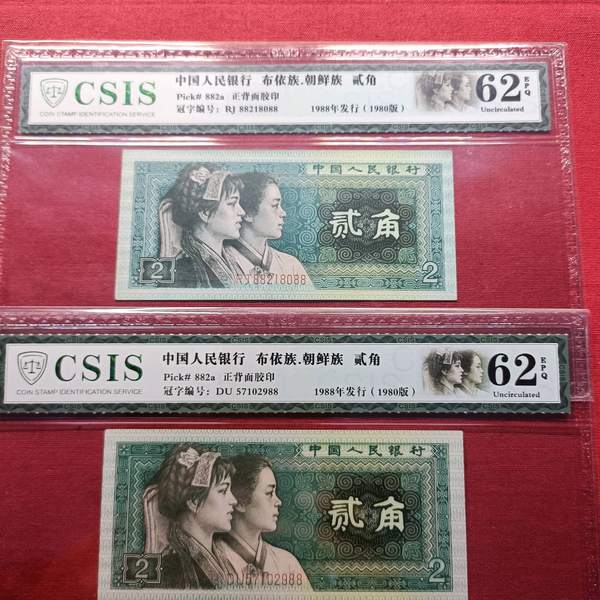 CSIS
COIN STAMP IDENTIFICATION SERVICE
中国人民银行 布依族.朝鲜族 贰角
Pick# 882a 正背面胶印
冠字编号: RJ 88218088 1988年发行(1980版)
62 EPQ
Uncirculated
中国人民银行
贰角
2 RJ88218088 2
CSIS
COIN STAMP IDENTIFICATION SERVICE
中国人民银行 布依族.朝鲜族 贰角
Pick# 882a 正背面胶印
冠字编号: DU 57102988 1988年发行(1980版)
62 EPQ
Uncirculated
中国人民银行
贰角
2 DU57102988 2